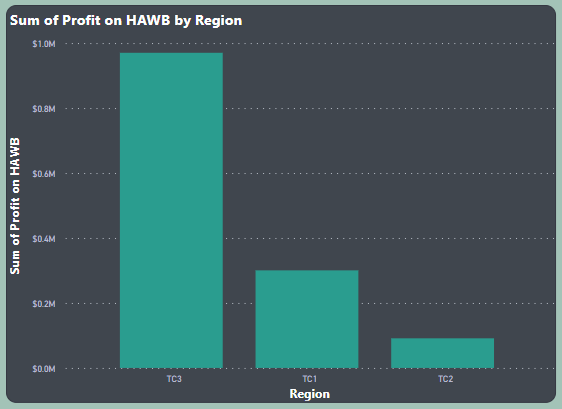 Sum of Profit on HAWB by Region
Sum of Profit on HAWB
$1.0M
$0.8M
$0.6M
$0.4M
$0.2M
$0.0M
TC3
TC1
TC2
Region